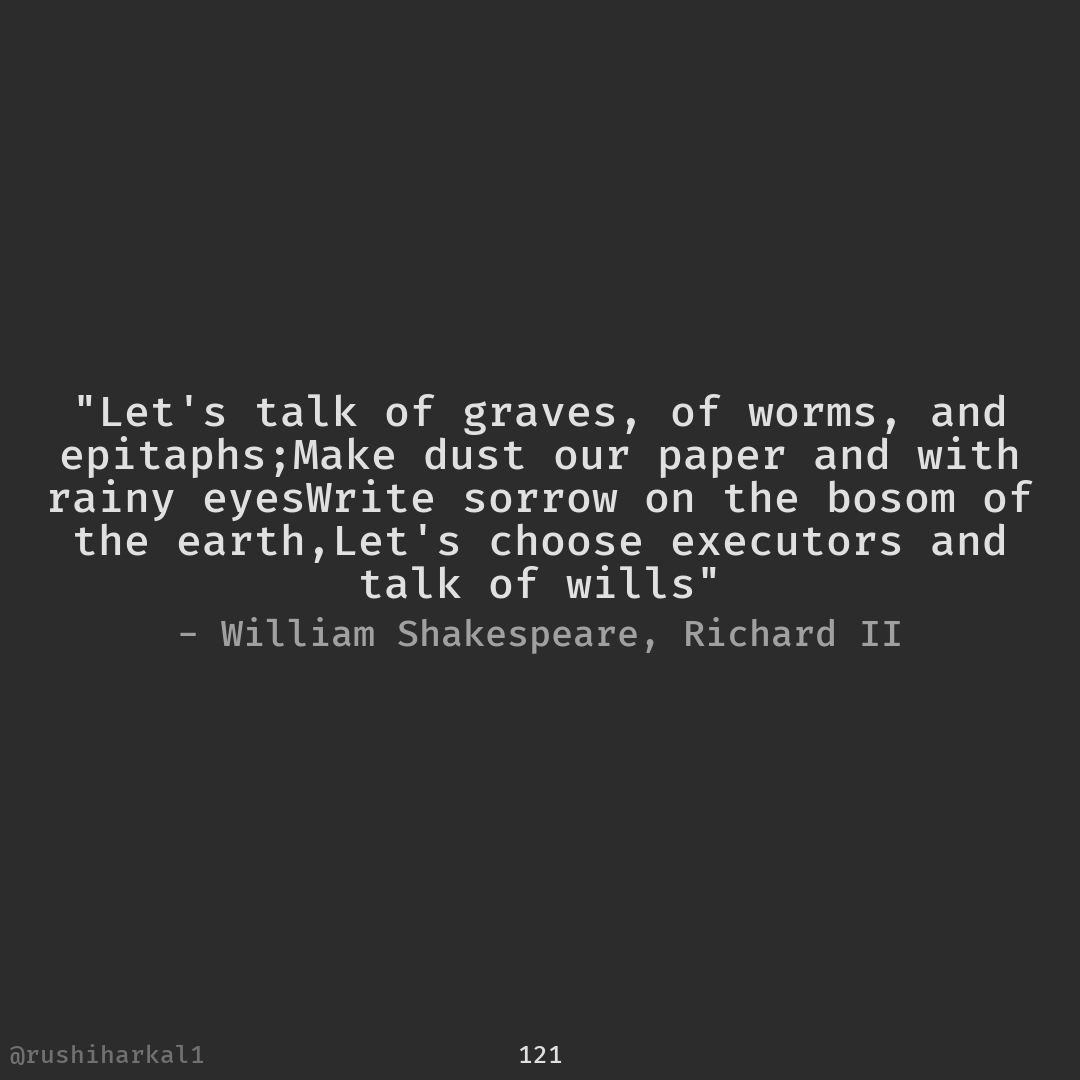 "Let's talk of graves, of worms, and
epitaphs;Make dust our paper and with
rainy eyesWrite sorrow on the bosom of
the earth,Let's choose executors and
talk of wills"
- William Shakespeare, Richard II
@rushiharkal1
121